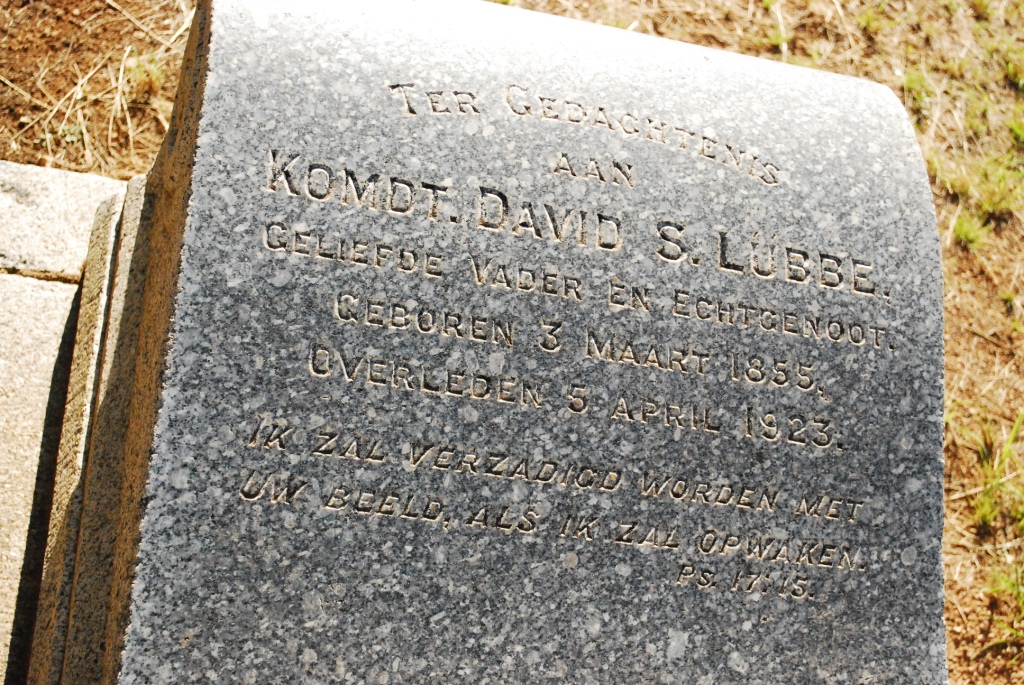 TER GEDACHTENIS
AAN
KOMDT. DAVID S. LÜBBE.
GELIEFDE VADER EN ECHTGENOOT.
GEBOREN 3 MAART 1855.
OVERLEDEN 5 APRIL 1923.
IK ZAL VERZADIGD WORDEN MET
UW BEELD, ALS IK ZAL OPWAKEN.
PS. 17:15.